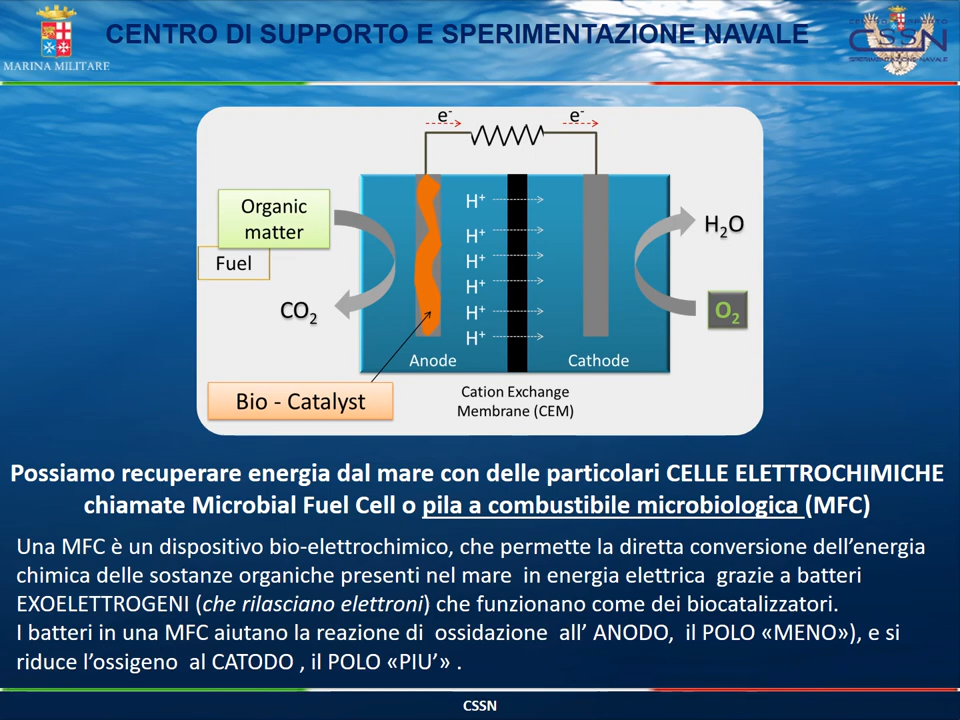 CENTRO DI SUPPORTO E SPERIMENTAZIONE NAVALE
MARINA MILITARE
CENTRO SUPPORTO
CSSN
SPERIMENTAZIONE NAVALE
e-
e-
Organic
matter
Fuel
CO2
H+
H+
H+
H+
H+
H+
H2O
O2
Anode
Cathode
Bio - Catalyst
Cation Exchange
Membrane (CEM)
Possiamo recuperare energia dal mare con delle particolari CELLE ELETTROCHIMICHE
chiamate Microbial Fuel Cell o pila a combustibile microbiologica (MFC)
Una MFC è un dispositivo bio-elettrochimico, che permette la diretta conversione dell’energia
chimica delle sostanze organiche presenti nel mare in energia elettrica grazie a batteri
EXOELETTROGENI (che rilasciano elettroni) che funzionano come dei biocatalizzatori.
I batteri in una MFC aiutano la reazione di ossidazione all’ ANODO, il POLO «MENO»), e si
riduce l’ossigeno al CATODO , il POLO «PIU’» .
CSSN